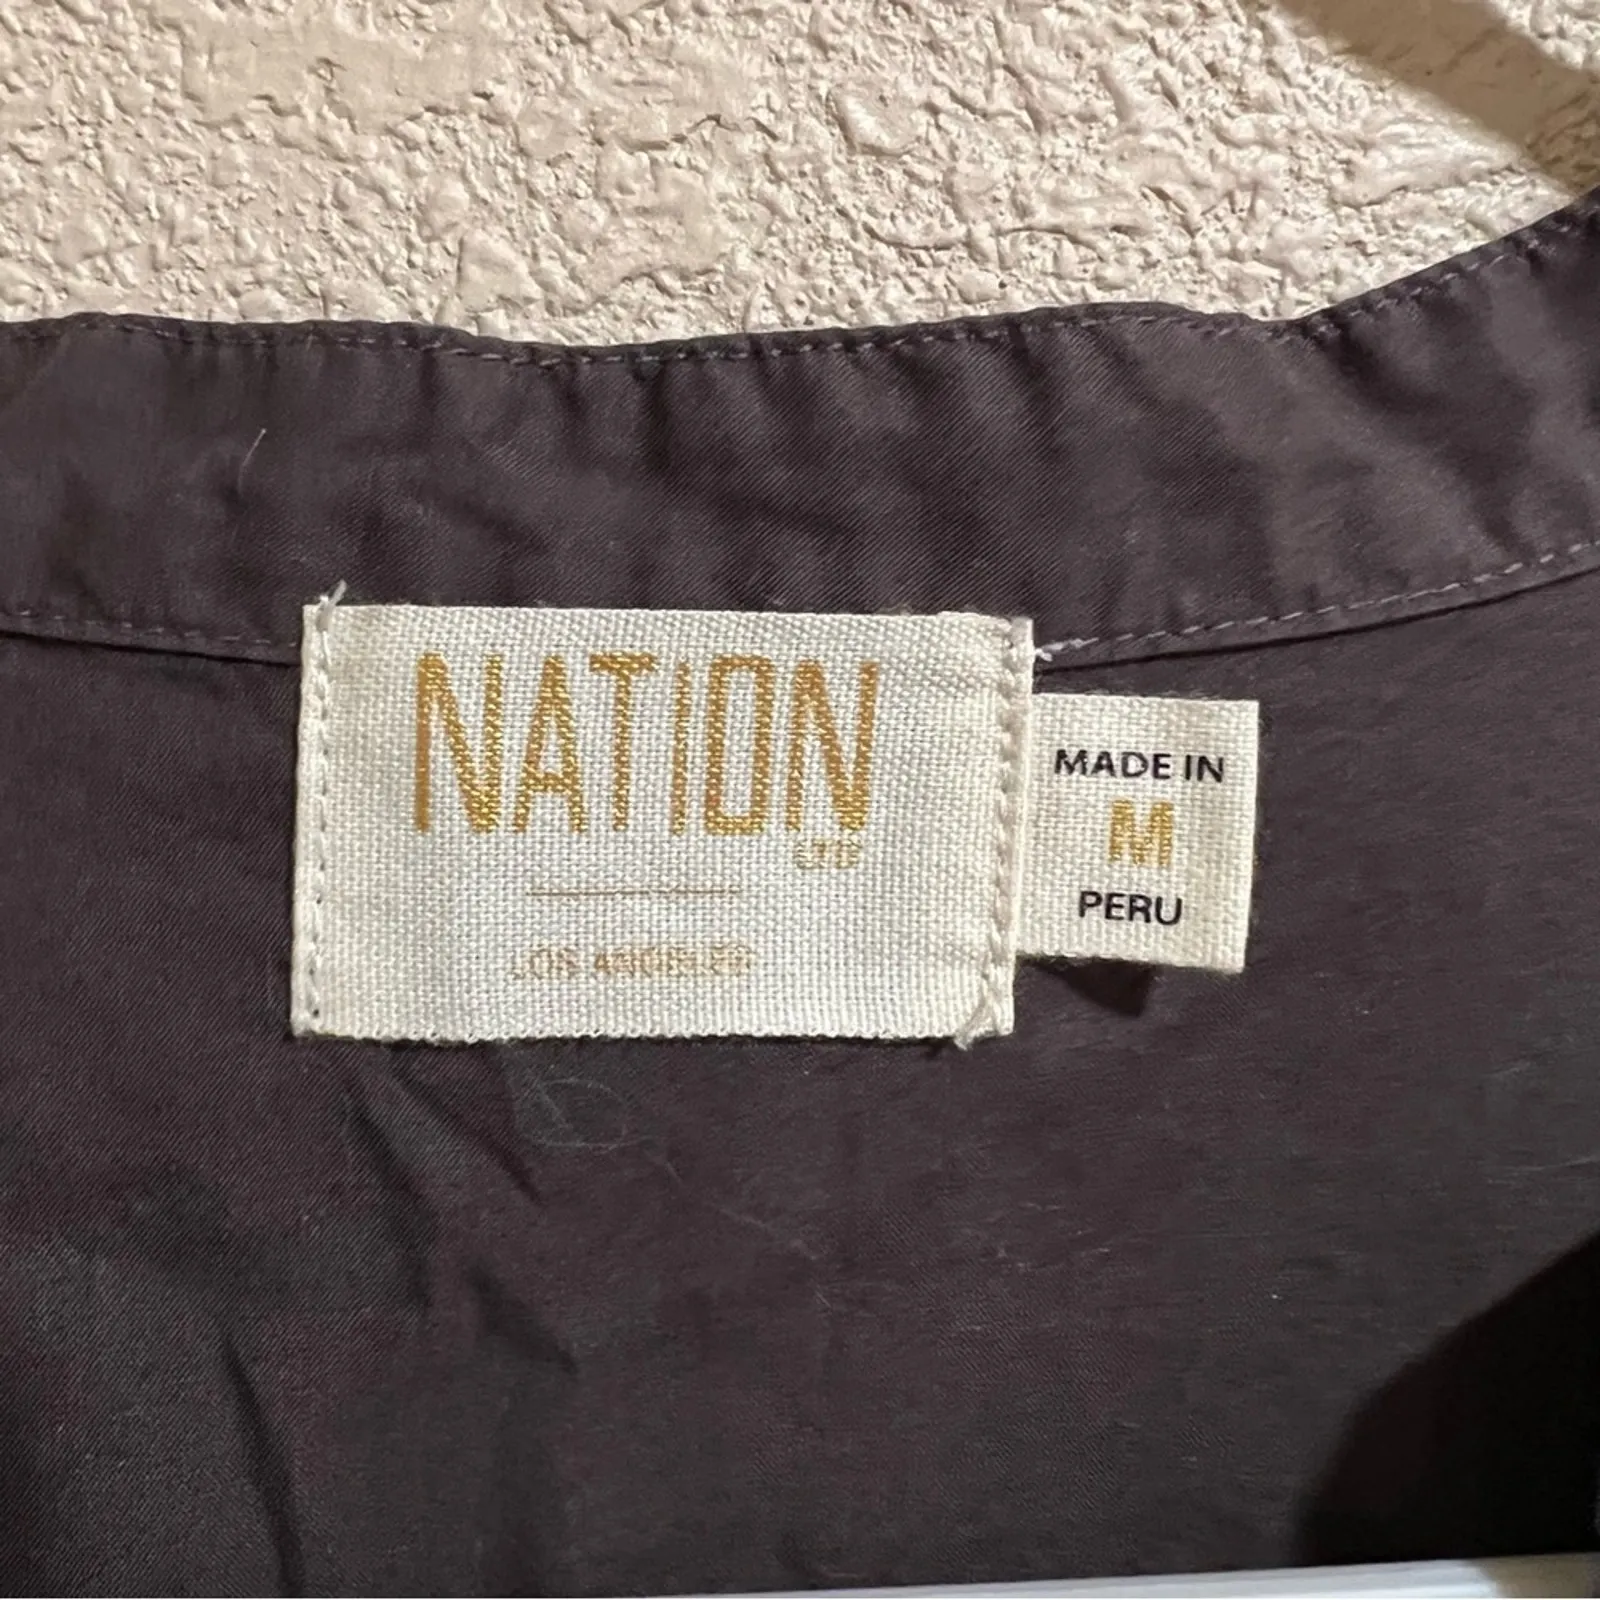 NATION
LTD
LOS ANGELES
MADE IN
M
PERU